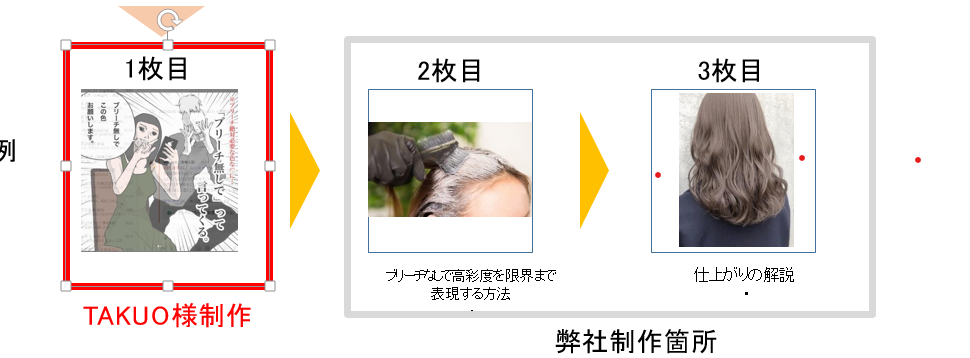 例
1枚目
2枚目
3枚目
ブリーチ無しで
この色
お願いします。
「ブリーチ無しで」って
言ってくる。
ブリーチなしで高彩度を限界まで
表現する方法
仕上がりの解説
TAKUO様制作
弊社制作箇所